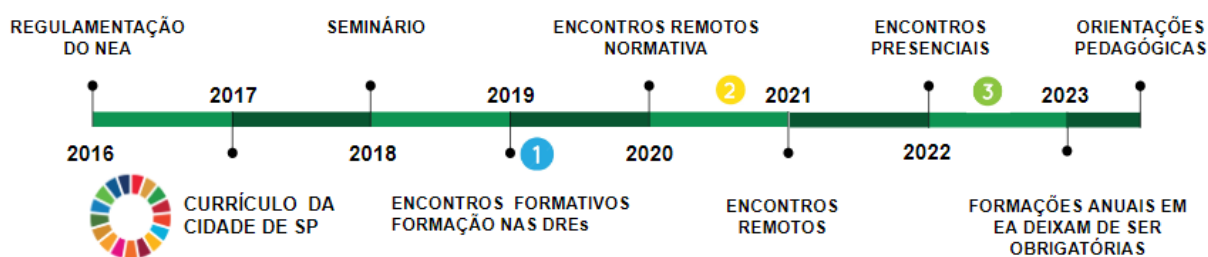 REGULAMENTAÇÃO
DO NEA
SEMINÁRIO
ENCONTROS REMOTOS
NORMATIVA
ENCONTROS
PRESENCIAIS
ORIENTAÇÕES
PEDAGÓGICAS
2017
2019
2
2021
3
2023
2016
2018
1
2020
2022
CURRÍCULO DA
CIDADE DE SP
ENCONTROS FORMATIVOS
FORMAÇÃO NAS DREs
ENCONTROS
REMOTOS
FORMAÇÕES ANUAIS EM
EA DEIXAM DE SER
OBRIGATÓRIAS